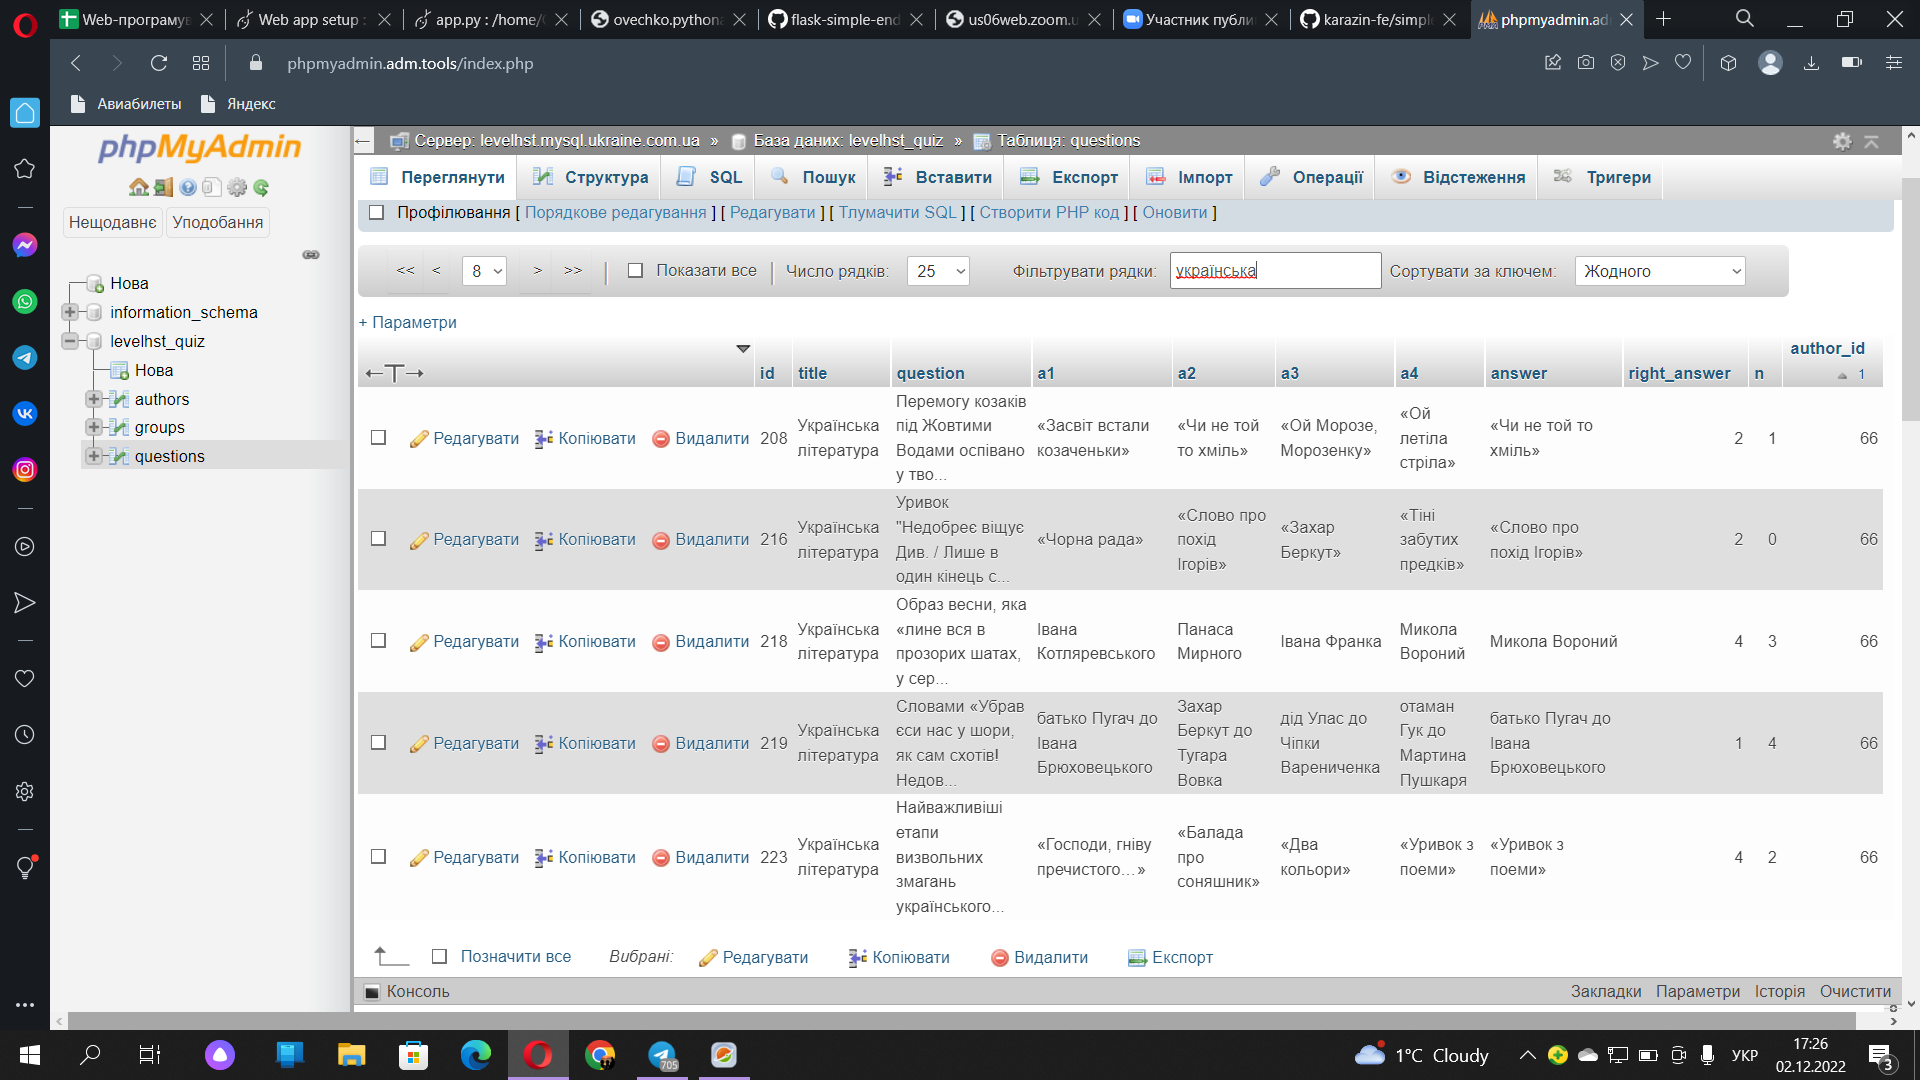 Web-програмув
Web app setup :
app.py : /home/
ovechko.pythona
flask-simple-end
us06web.zoom.u
Участник публи
karazin-fe/simple
phpmyadmin.ad
phpmyadmin.adm.tools/index.php
Авиабилеты
Яндекс
phpMyAdmin
Нещодавнє
Уподобання
Нова
information_schema
levelhst_quiz
Нова
authors
groups
questions
Сервер: levelhst.mysql.ukraine.com.ua » База даних: levelhst_quiz » Таблиця: questions
Переглянути
Структура
SQL
Пошук
Вставити
Експорт
Імпорт
Операції
Відстеження
Тригери
Профілювання [ Порядкове редагування ] [ Редагувати ] [ Тлумачити SQL ] [ Створити PHP код ] [ Оновити ]
<< < 8 > >> | Показати все | Число рядків: 25 Фільтрувати рядки: українська Сортувати за ключем: Жодного
+ Параметри
←T→ id title question a1 a2 a3 a4 answer right_answer n author_id 1
Редагувати Копіювати Видалити 208
Українська
література
Перемогу козаків
під Жовтими
Водами оспівано
у тво...
«Засвіт встали
козаченьки»
«Чи не той
то хміль»
«Ой Морозе,
Морозенку»
«Ой
летіла
стріла»
«Чи не той то
хміль»
2 1 66
Редагувати Копіювати Видалити 216
Українська
література
Уривок
"Недобреє віщує
Див. / Лише в
один кінець с...
«Чорна рада»
«Слово про
похід
Ігорів»
«Захар
Беркут»
«Тіні
забутих
предків»
«Слово про
похід Ігорів»
2 0 66
Редагувати Копіювати Видалити 218
Українська
література
Образ весни, яка
«лине вся в
прозорих шатах,
у сер...
Івана
Котляревського
Панаса
Мирного
Івана Франка
Микола
Вороний
Микола Вороний
4 3 66
Редагувати Копіювати Видалити 219
Українська
література
Словами «Убрав
єси нас у шори,
як сам схотів!
Недов...
батько Пугач до
Івана
Брюховецького
Захар
Беркут до
Тугара
Вовка
дід Улас до
Чіпки
Варениченка
отаман
Гук до
Мартина
Пушкаря
батько Пугач до
Івана
Брюховецького
1 4 66
Редагувати Копіювати Видалити 223
Українська
література
Найважливіші
етапи
визвольних
змагань
українського...
«Господи, гніву
пречистого…»
«Балада
про
соняшник»
«Два
кольори»
«Уривок з
поеми»
«Уривок з
поеми»
4 2 66
Позначити все Вибрані: Редагувати Копіювати Видалити Експорт
Консоль
Закладки Параметри Історія Очистити
705
1°C Cloudy
УКР
17:26
02.12.2022
3